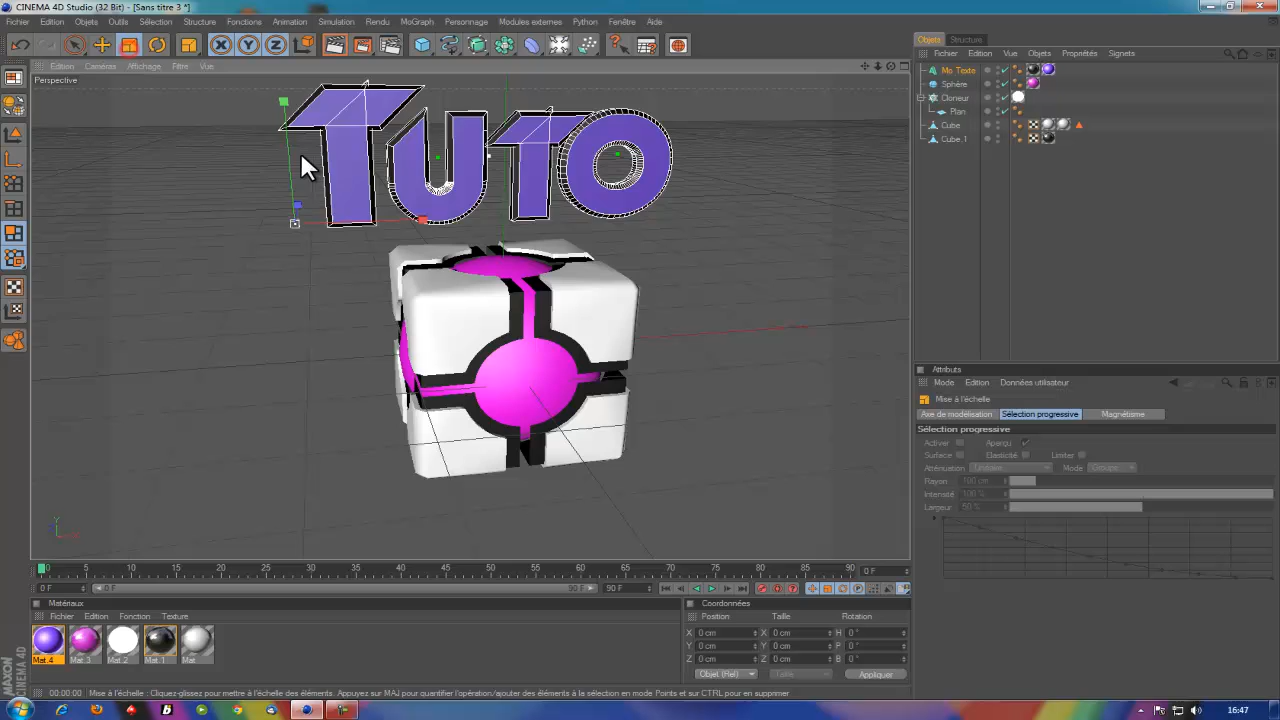 CINEMA 4D Studio (32 Bit) - [Sans titre 3 *]
Fichier Edition Objets Outils Sélection Structure Fonctions Animation Simulation Rendu MoGraph Personnage Modules externes Python Fenêtre Aide
Edition Caméras Affichage Filtre Vue
Perspective
TUTO
Objets Structure
Fichier Edition Vue Objets Propriétés Signets
Mo Texte
Sphère
Cloneur
Plan
Cube
Cube.1
Attributs
Mode Edition Données utilisateur
Mise à l'échelle
Axe de modélisation Sélection progressive Magnétisme
Sélection progressive
Activer Aperçu
Surface Elasticité Limiter
Atténuation Linéaire Mode Groupe
Rayon 100 cm
Intensité 100 %
Largeur 50 %
Y
X
0 5 10 15 20 25 30 35 40 45 50 55 60 65 70 75 80 85 90 0 F
0 F 0 F 90 F 90 F
Matériaux
Fichier Edition Fonction Texture
Mat.4 Mat.3 Mat.2 Mat.1 Mat
Coordonnées
Position Taille Rotation
X 0 cm X 0 cm H 0 °
Y 0 cm Y 0 cm P 0 °
Z 0 cm Z 0 cm B 0 °
Objet (Rel) Taille Appliquer
MAXON CINEMA 4D
00:00:00 Mise à l'échelle : Cliquez-glissez pour mettre à l'échelle des éléments. Appuyez sur MAJ pour quantifier l'opération/ajouter des éléments à la sélection en mode Points et sur CTRL pour en supprimer
16:47